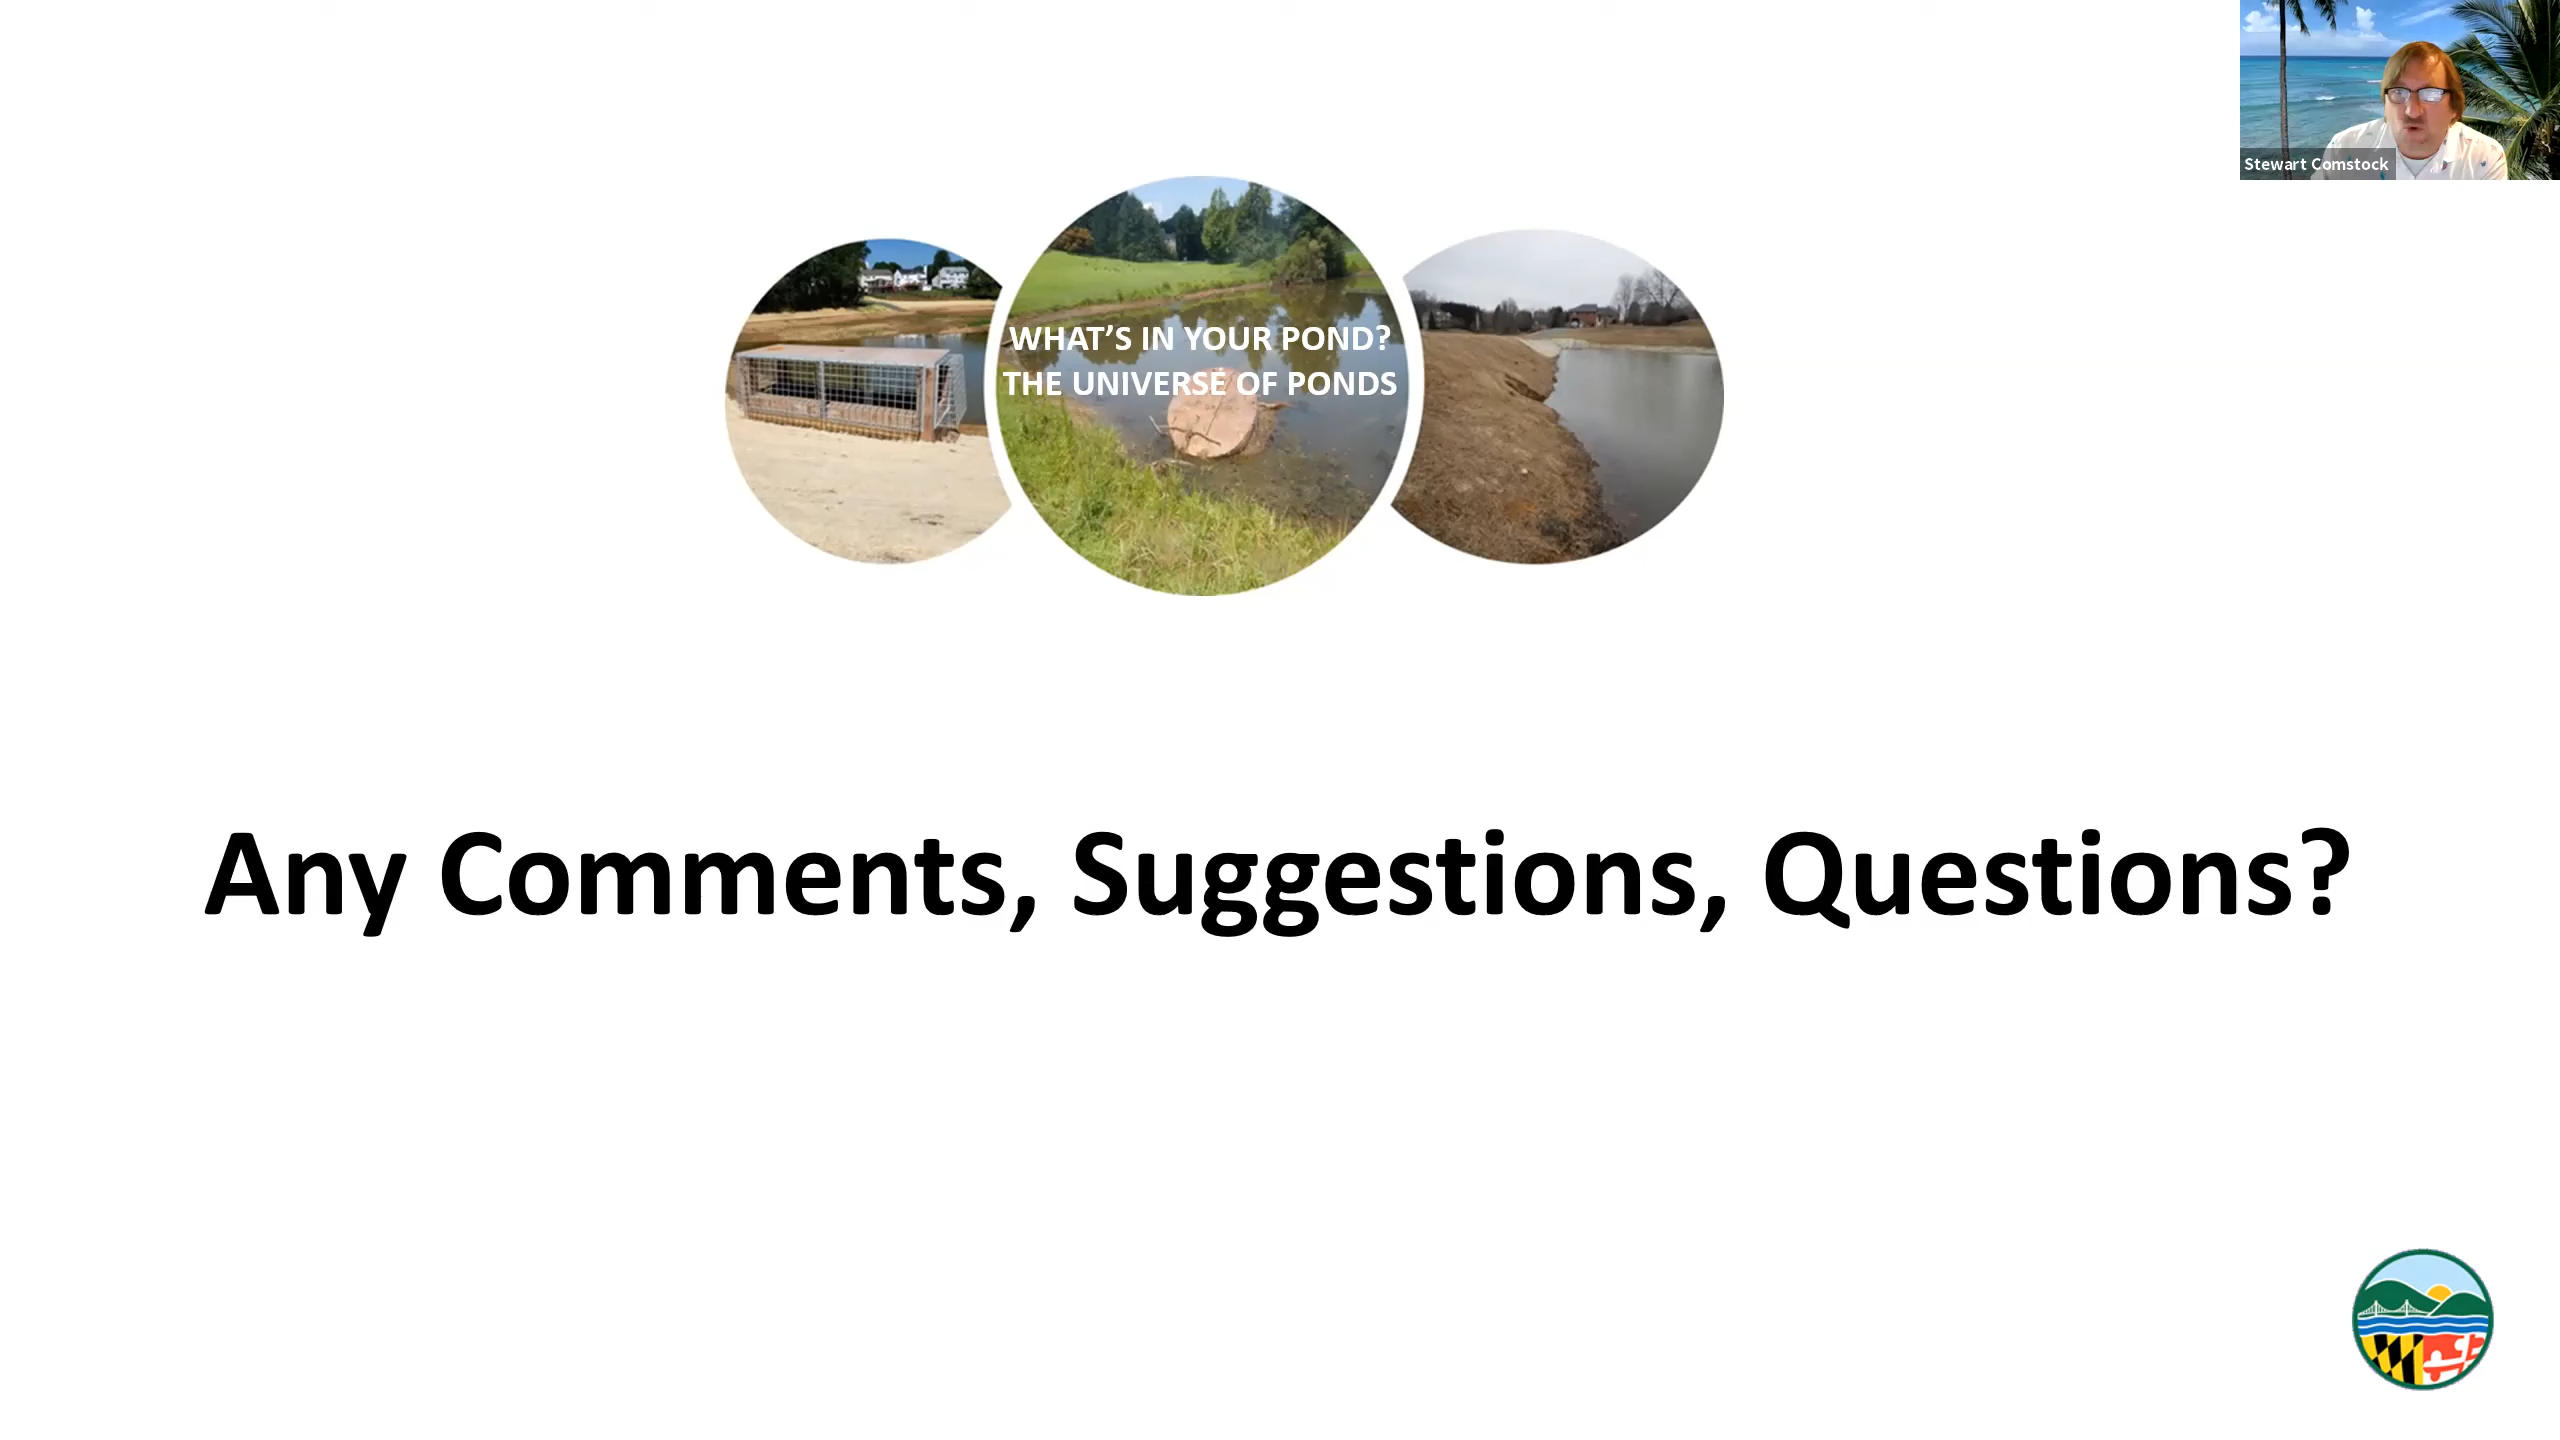 Stewart Comstock
WHAT’S IN YOUR POND?
THE UNIVERSE OF PONDS
Any Comments, Suggestions, Questions?